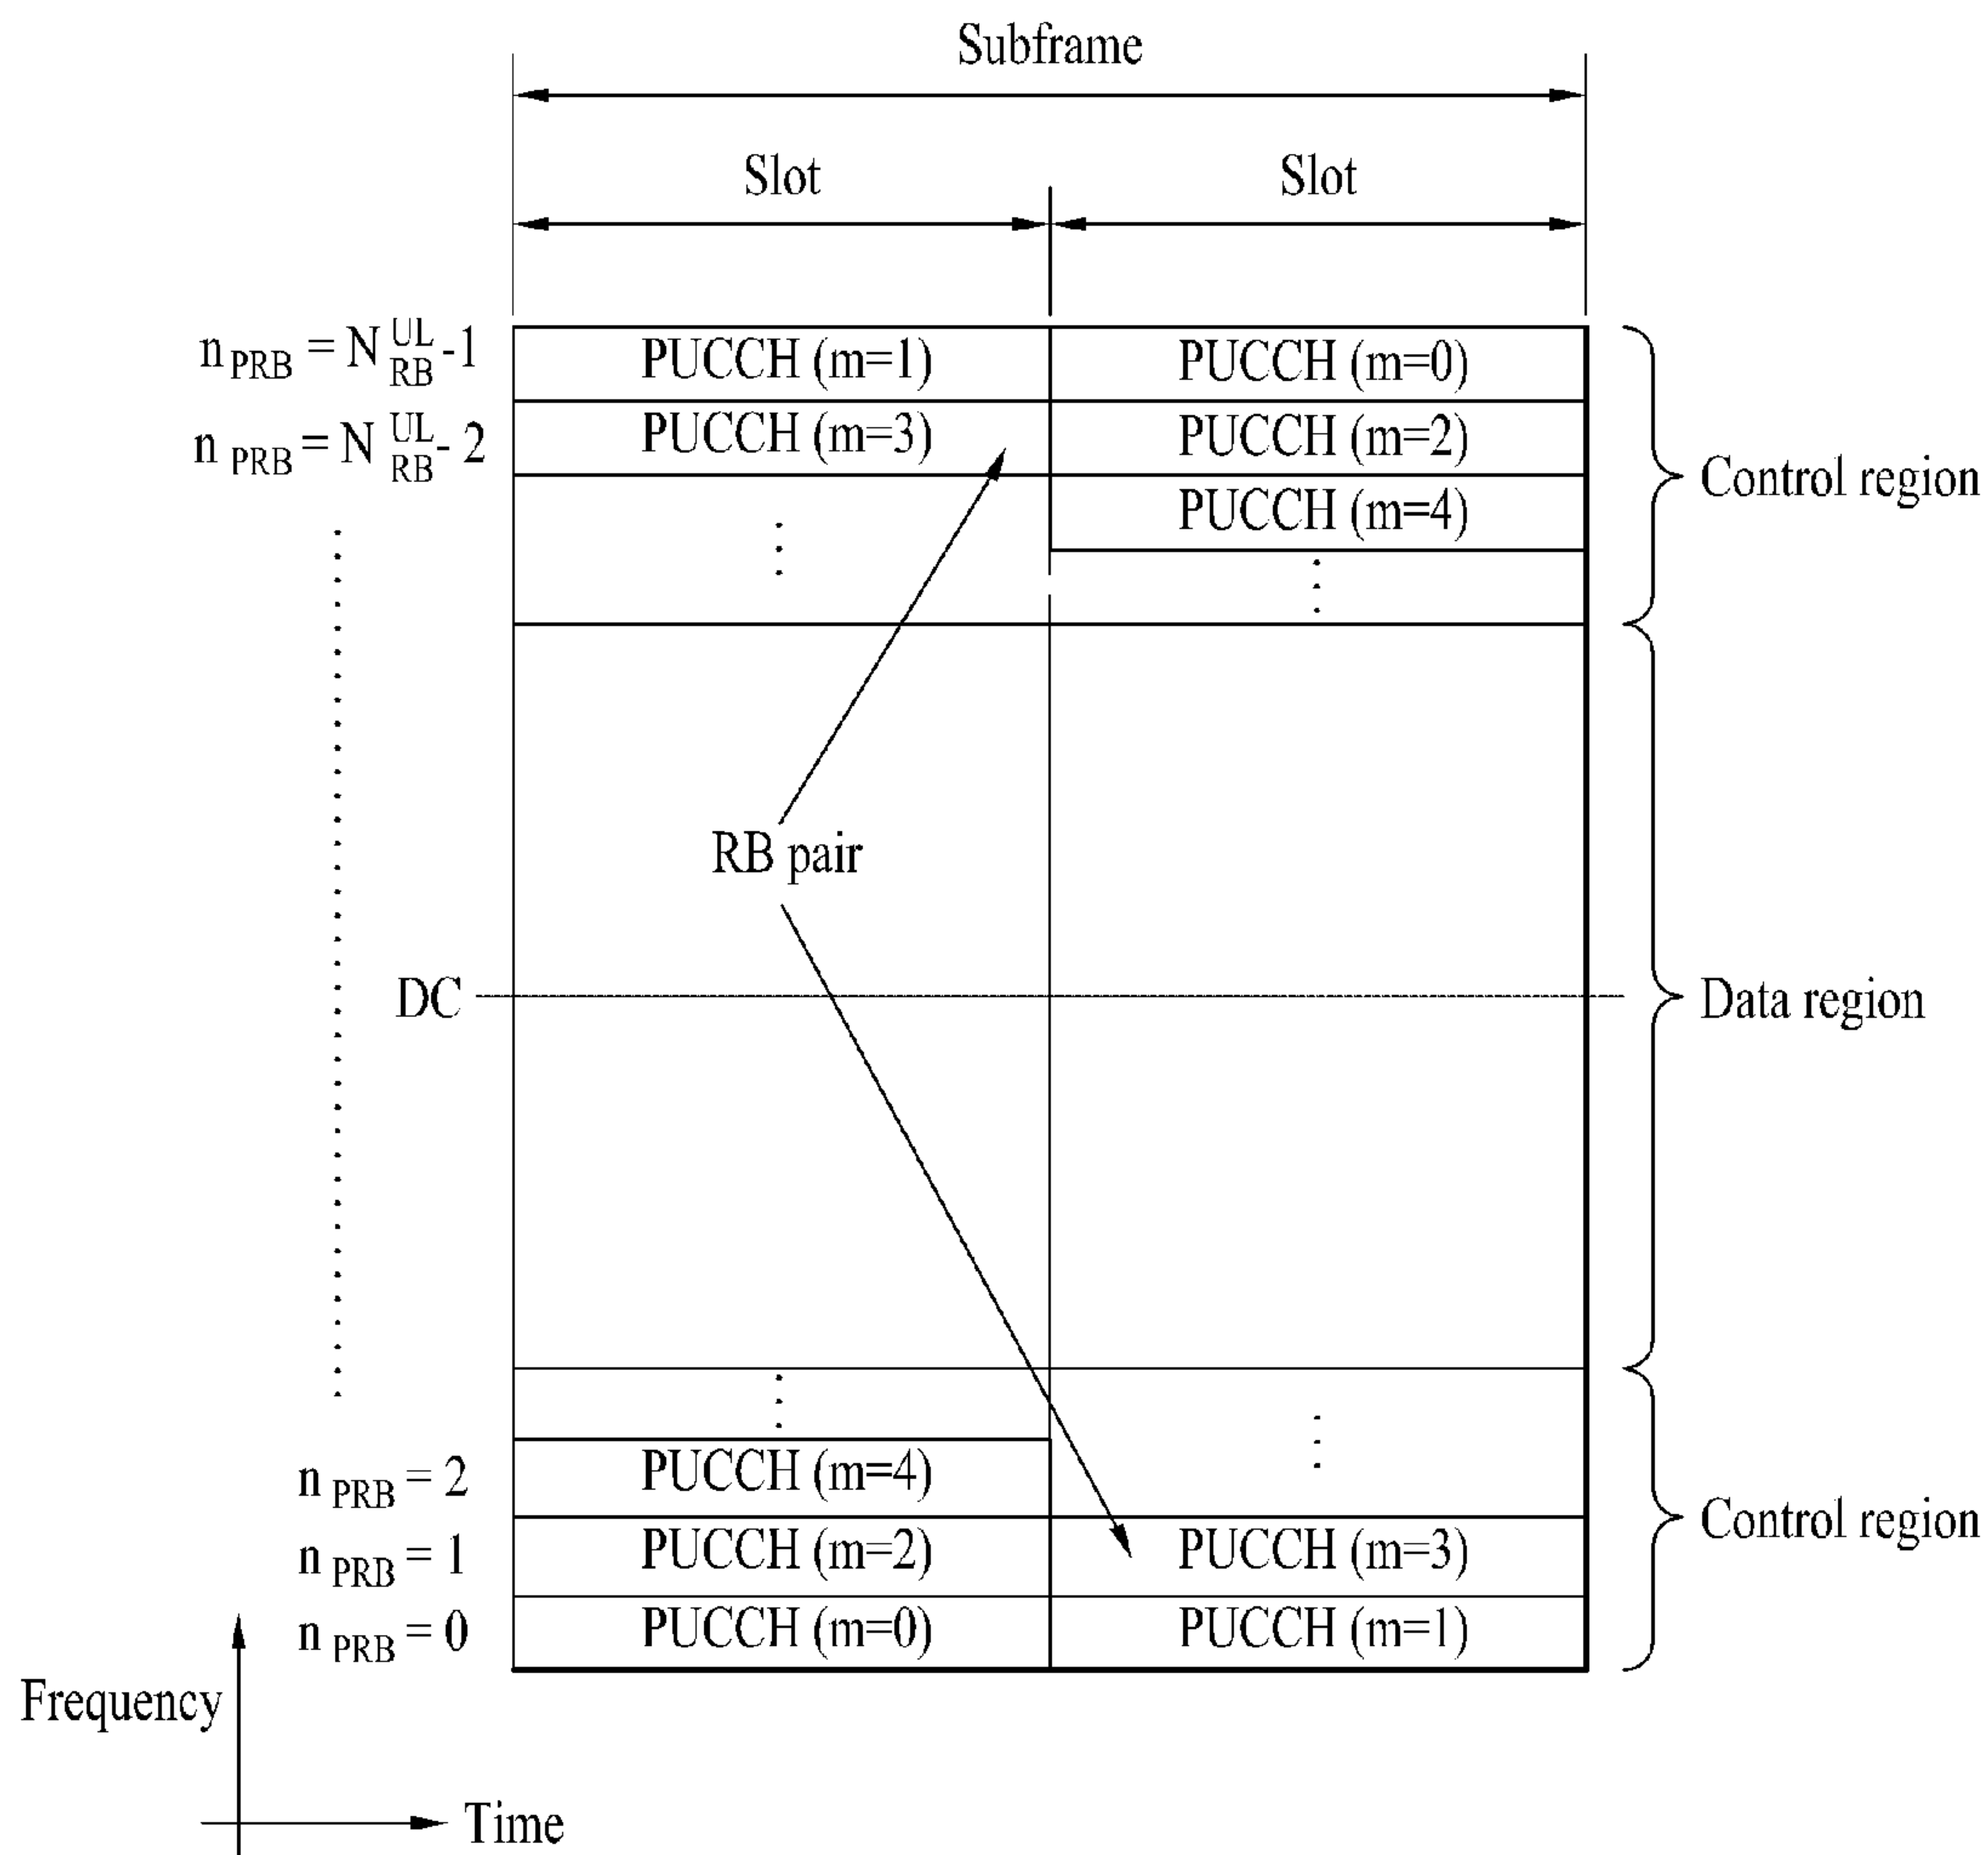 Subframe
Slot Slot
n PRB = N UL RB -1 PUCCH (m=1) PUCCH (m=0)
n PRB = N UL RB - 2 PUCCH (m=3) PUCCH (m=2)
PUCCH (m=4)
Control region
RB pair
DC
Data region
n PRB = 2 PUCCH (m=4)
n PRB = 1 PUCCH (m=2) PUCCH (m=3)
Control region
n PRB = 0 PUCCH (m=0) PUCCH (m=1)
Frequency
Time